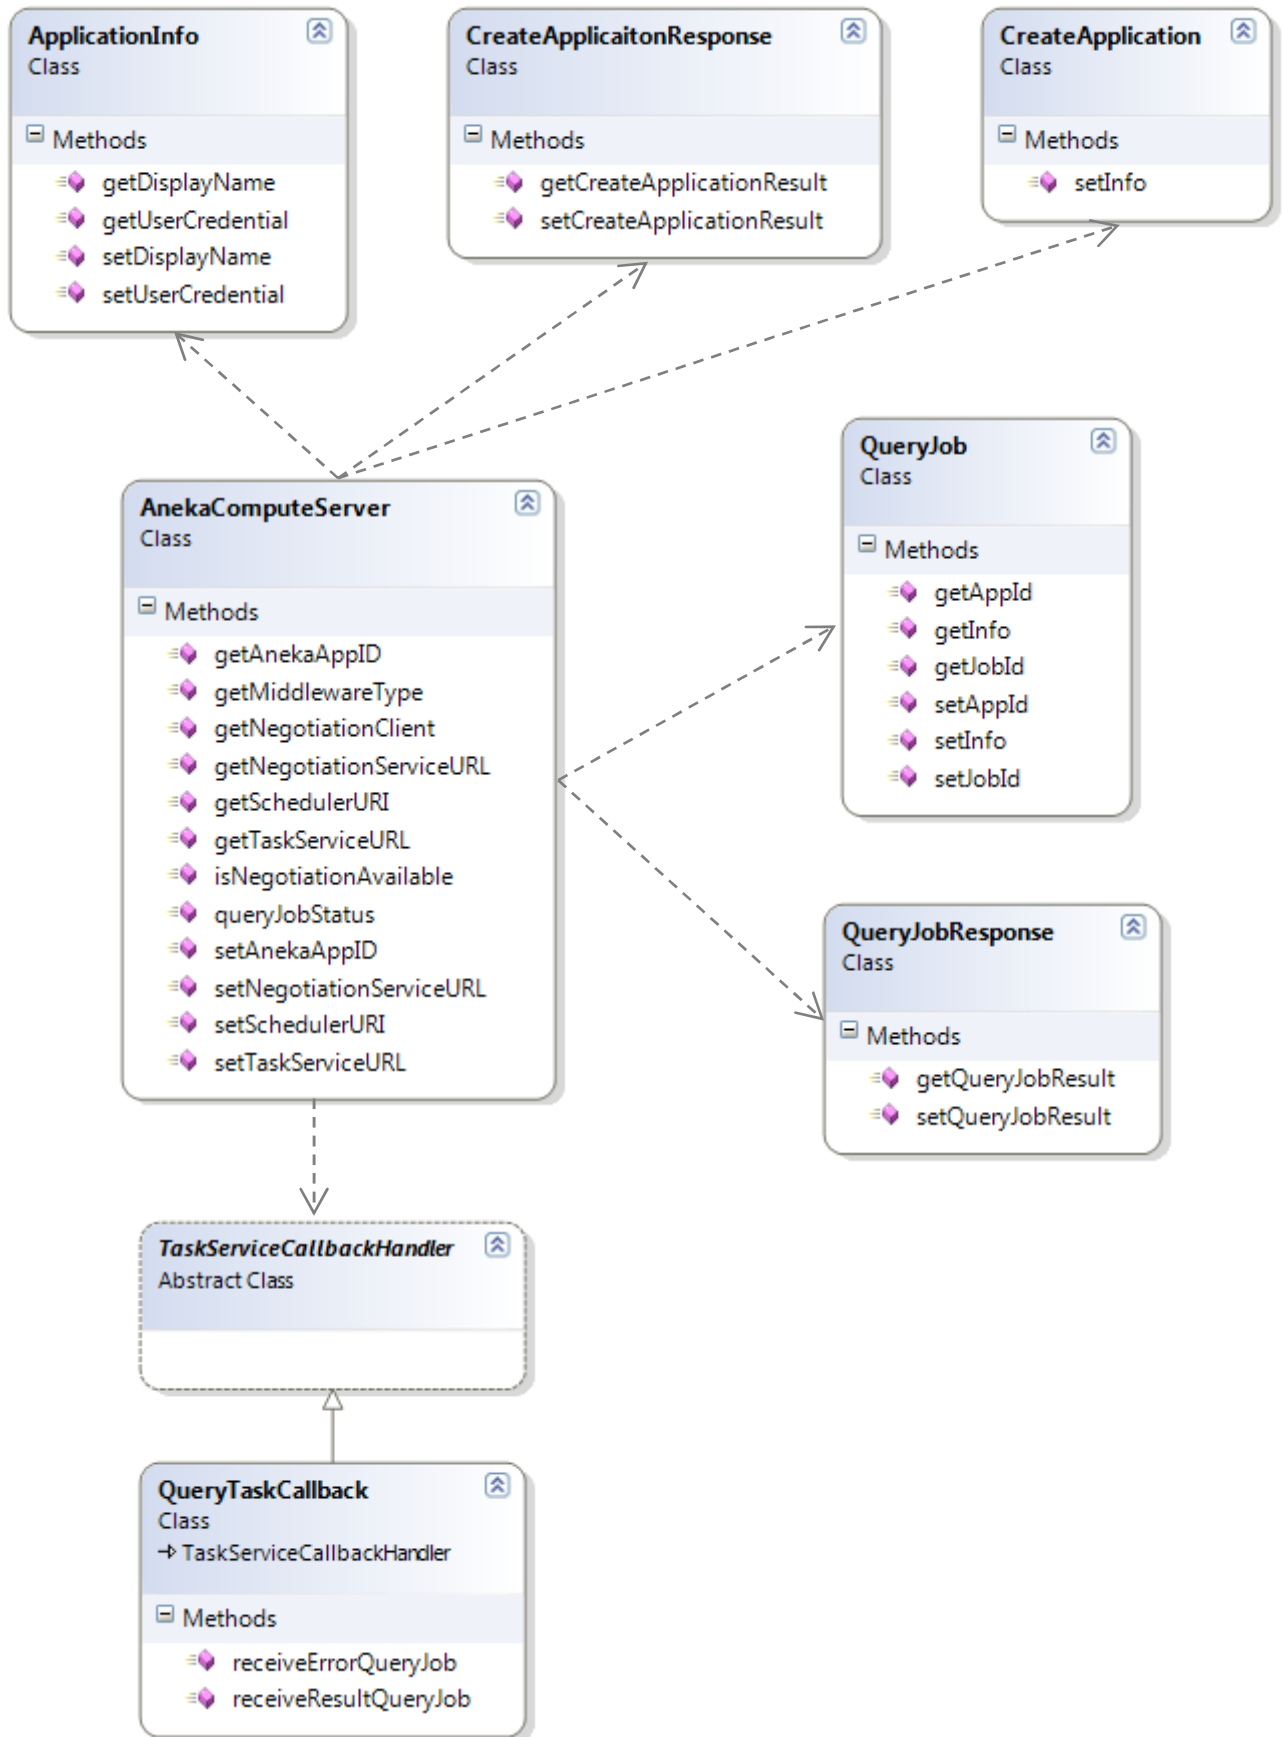 ApplicationInfo
Class
Methods
getDisplayName
getUserCredential
setDisplayName
setUserCredential
CreateApplicaitonResponse
Class
Methods
getCreateApplicationResult
setCreateApplicationResult
CreateApplication
Class
Methods
setInfo
AnekaComputeServer
Class
Methods
getAnekaAppID
getMiddlewareType
getNegotiationClient
getNegotiationServiceURL
getSchedulerURI
getTaskServiceURL
isNegotiationAvailable
queryJobStatus
setAnekaAppID
setNegotiationServiceURL
setSchedulerURI
setTaskServiceURL
QueryJob
Class
Methods
getAppId
getInfo
getJobId
setAppId
setInfo
setJobId
QueryJobResponse
Class
Methods
getQueryJobResult
setQueryJobResult
TaskServiceCallbackHandler
Abstract Class
QueryTaskCallback
Class
TaskServiceCallbackHandler
Methods
receiveErrorQueryJob
receiveResultQueryJob